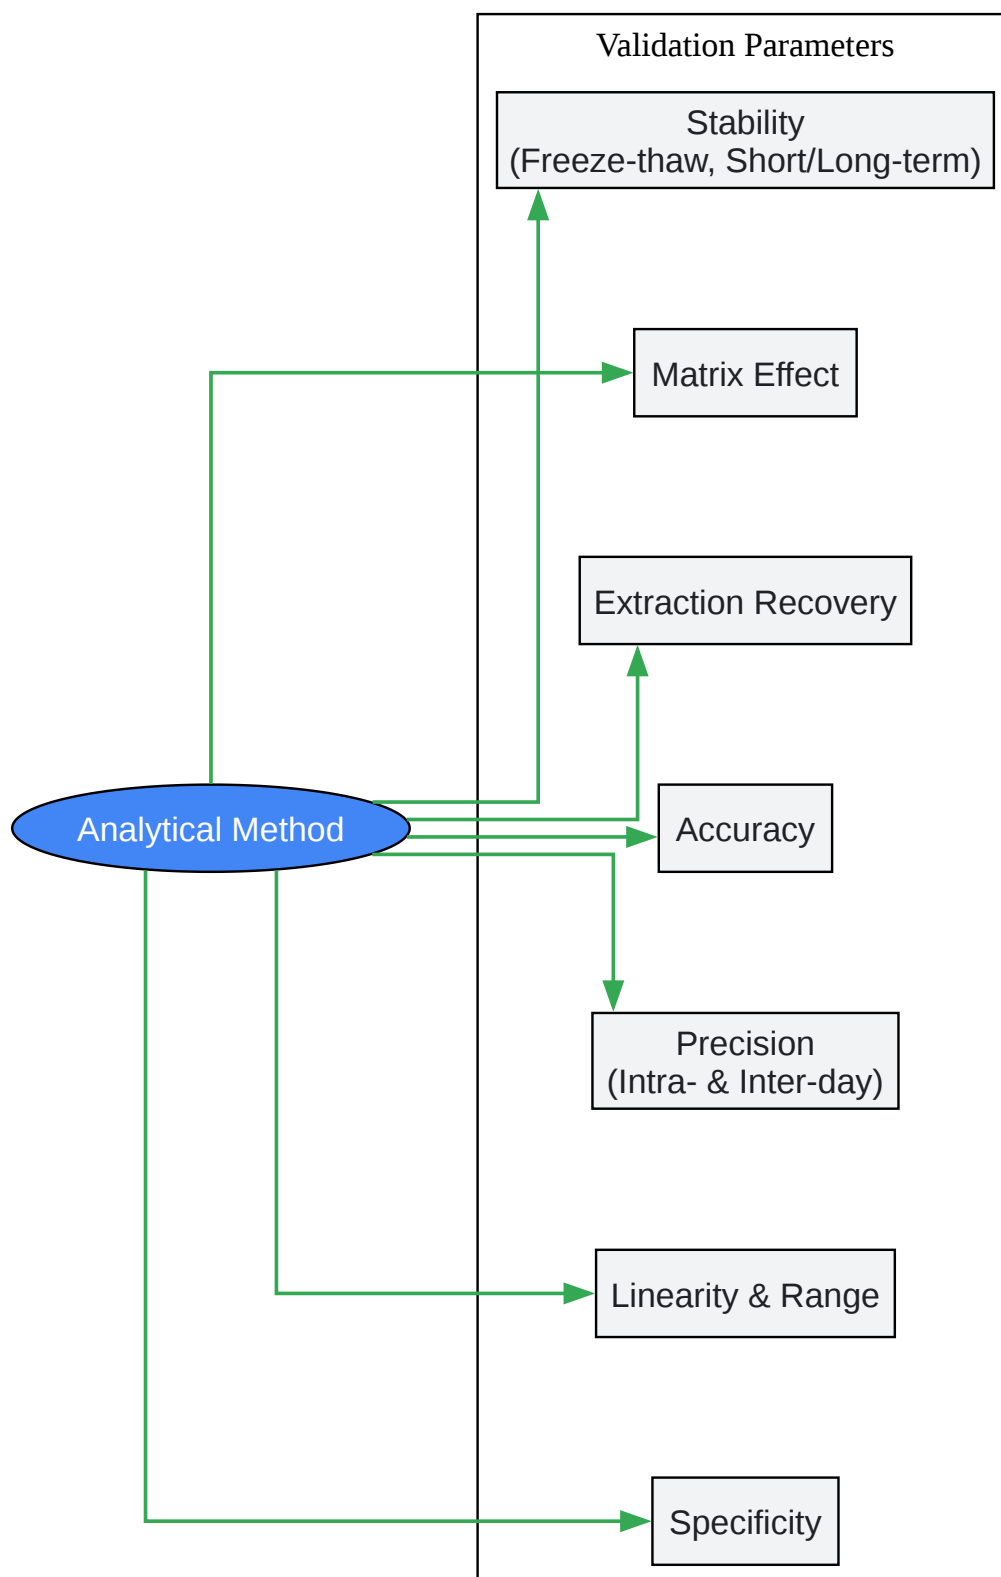 Validation Parameters
Stability
(Freeze-thaw, Short/Long-term)
Matrix Effect
Extraction Recovery
Analytical Method
Accuracy
Precision
(Intra- & Inter-day)
Linearity & Range
Specificity